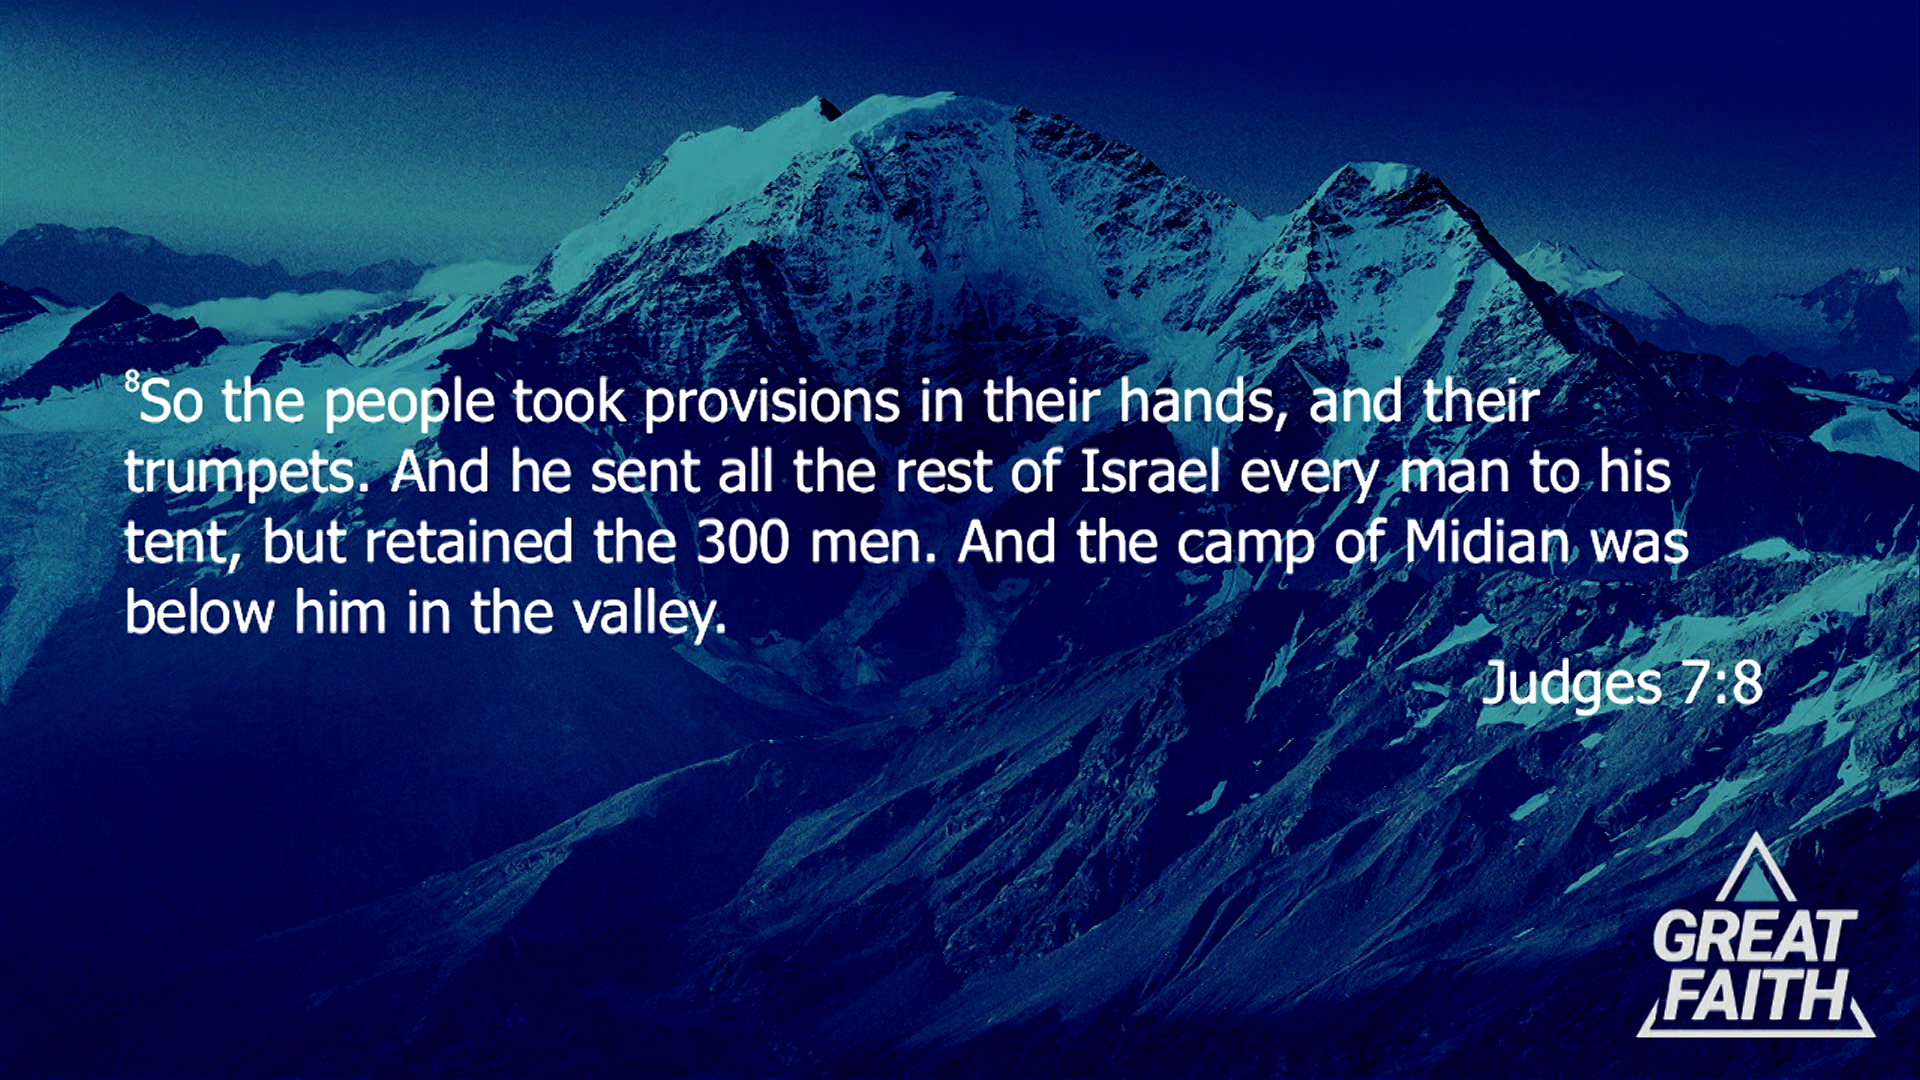 ⁸So the people took provisions in their hands, and their
trumpets. And he sent all the rest of Israel every man to his
tent, but retained the 300 men. And the camp of Midian was
below him in the valley.
Judges 7:8
GREAT
FAITH